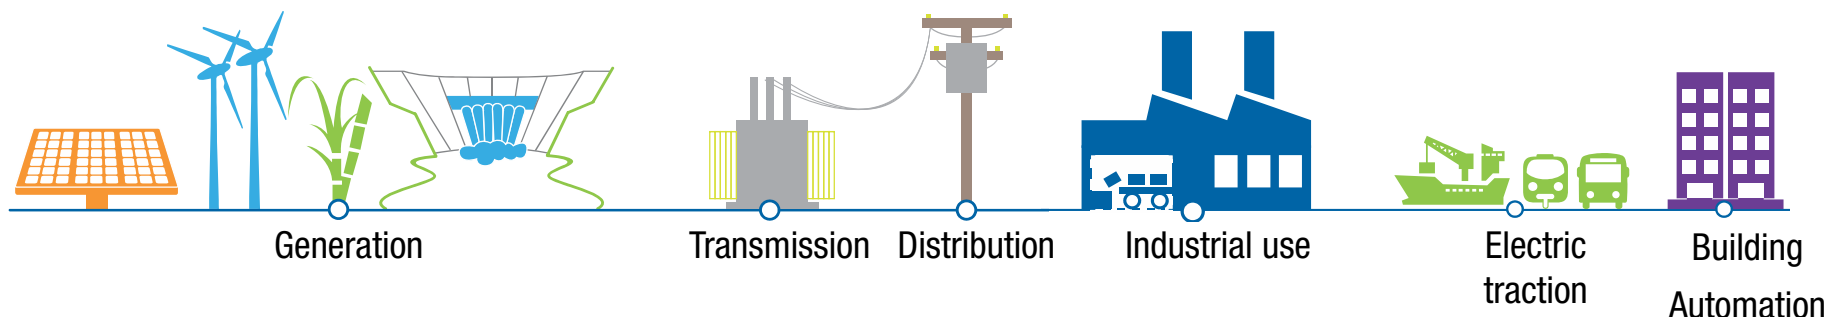 Generation
Transmission
Distribution
Industrial use
Electric
traction
Building
Automation